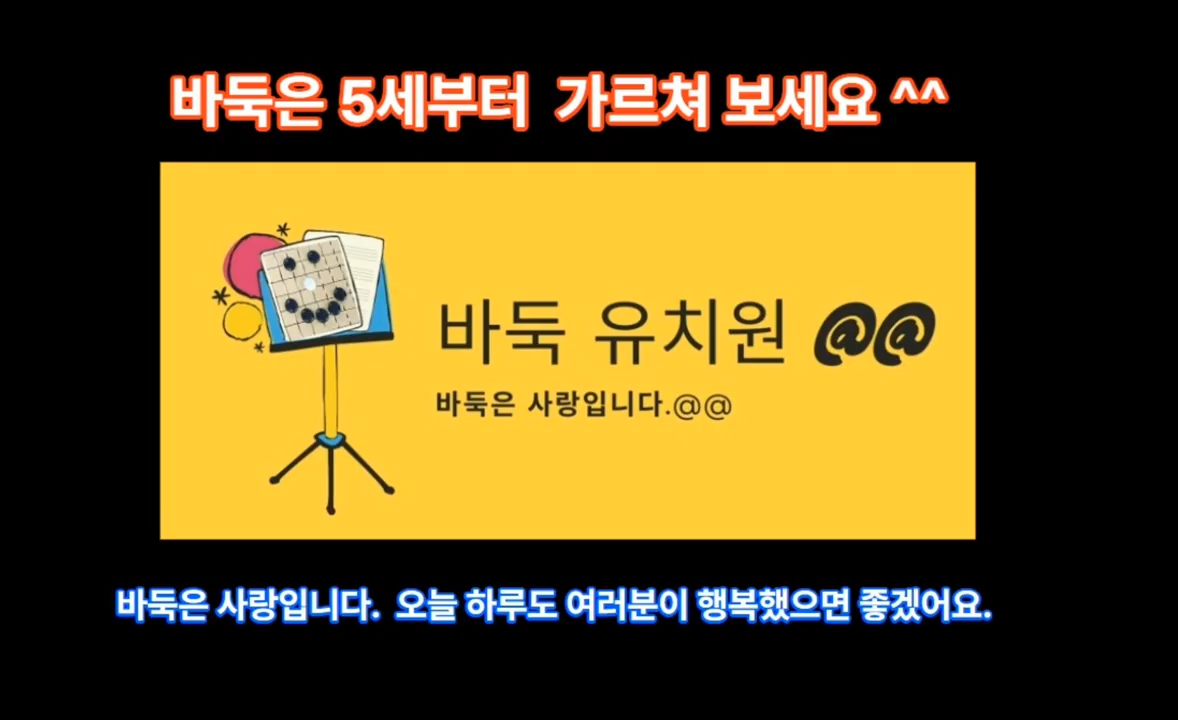 바둑은 5세부터 가르쳐 보세요 ^^
바둑 유치원 @@
바둑은 사랑입니다.@@
바둑은 사랑입니다. 오늘 하루도 여러분이 행복했으면 좋겠어요.